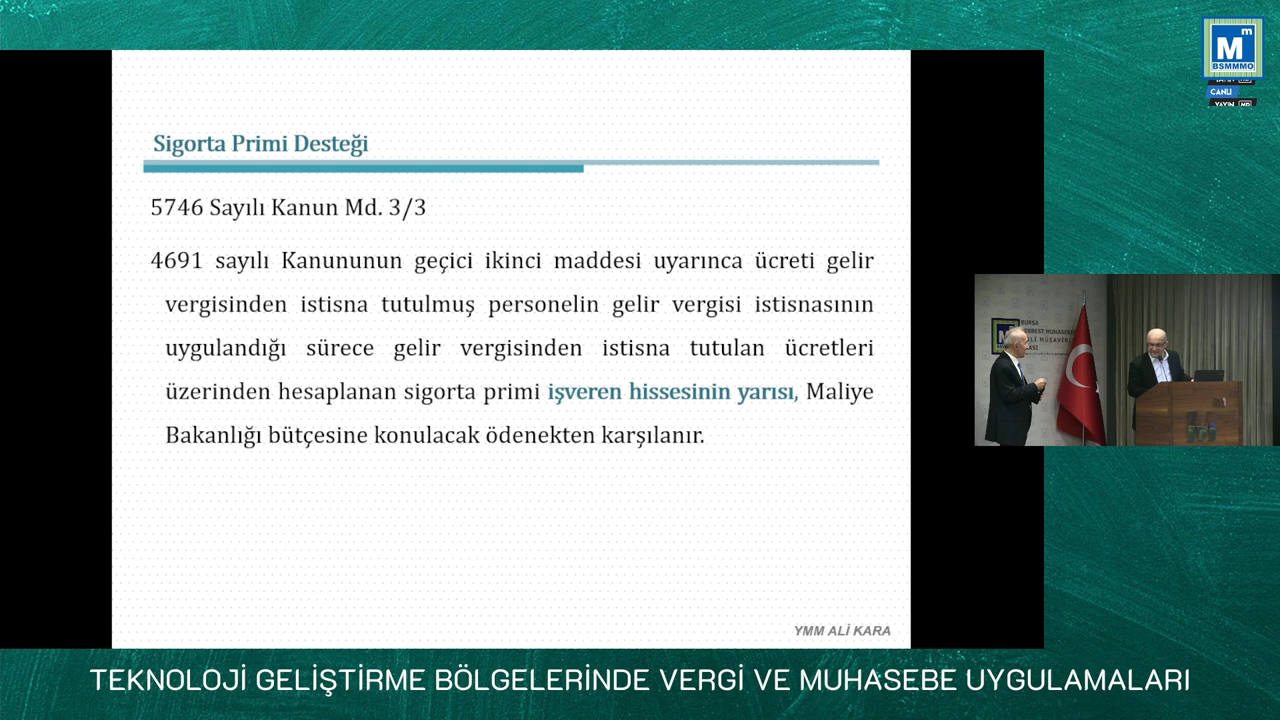 M m
BSMMMO
CANLI
YAYIN
Sigorta Primi Desteği
5746 Sayılı Kanun Md. 3/3
4691 sayılı Kanununun geçici ikinci maddesi uyarınca ücreti gelir
vergisinden istisna tutulmuş personelin gelir vergisi istisnasının
uygulandığı sürece gelir vergisinden istisna tutulan ücretleri
üzerinden hesaplanan sigorta primi işveren hissesinin yarısı, Maliye
Bakanlığı bütçesine konulacak ödenekten karşılanır.
BURSA
YMM ALİ KARA
TEKNOLOJİ GELİŞTİRME BÖLGELERİNDE VERGİ VE MUHASEBE UYGULAMALARI